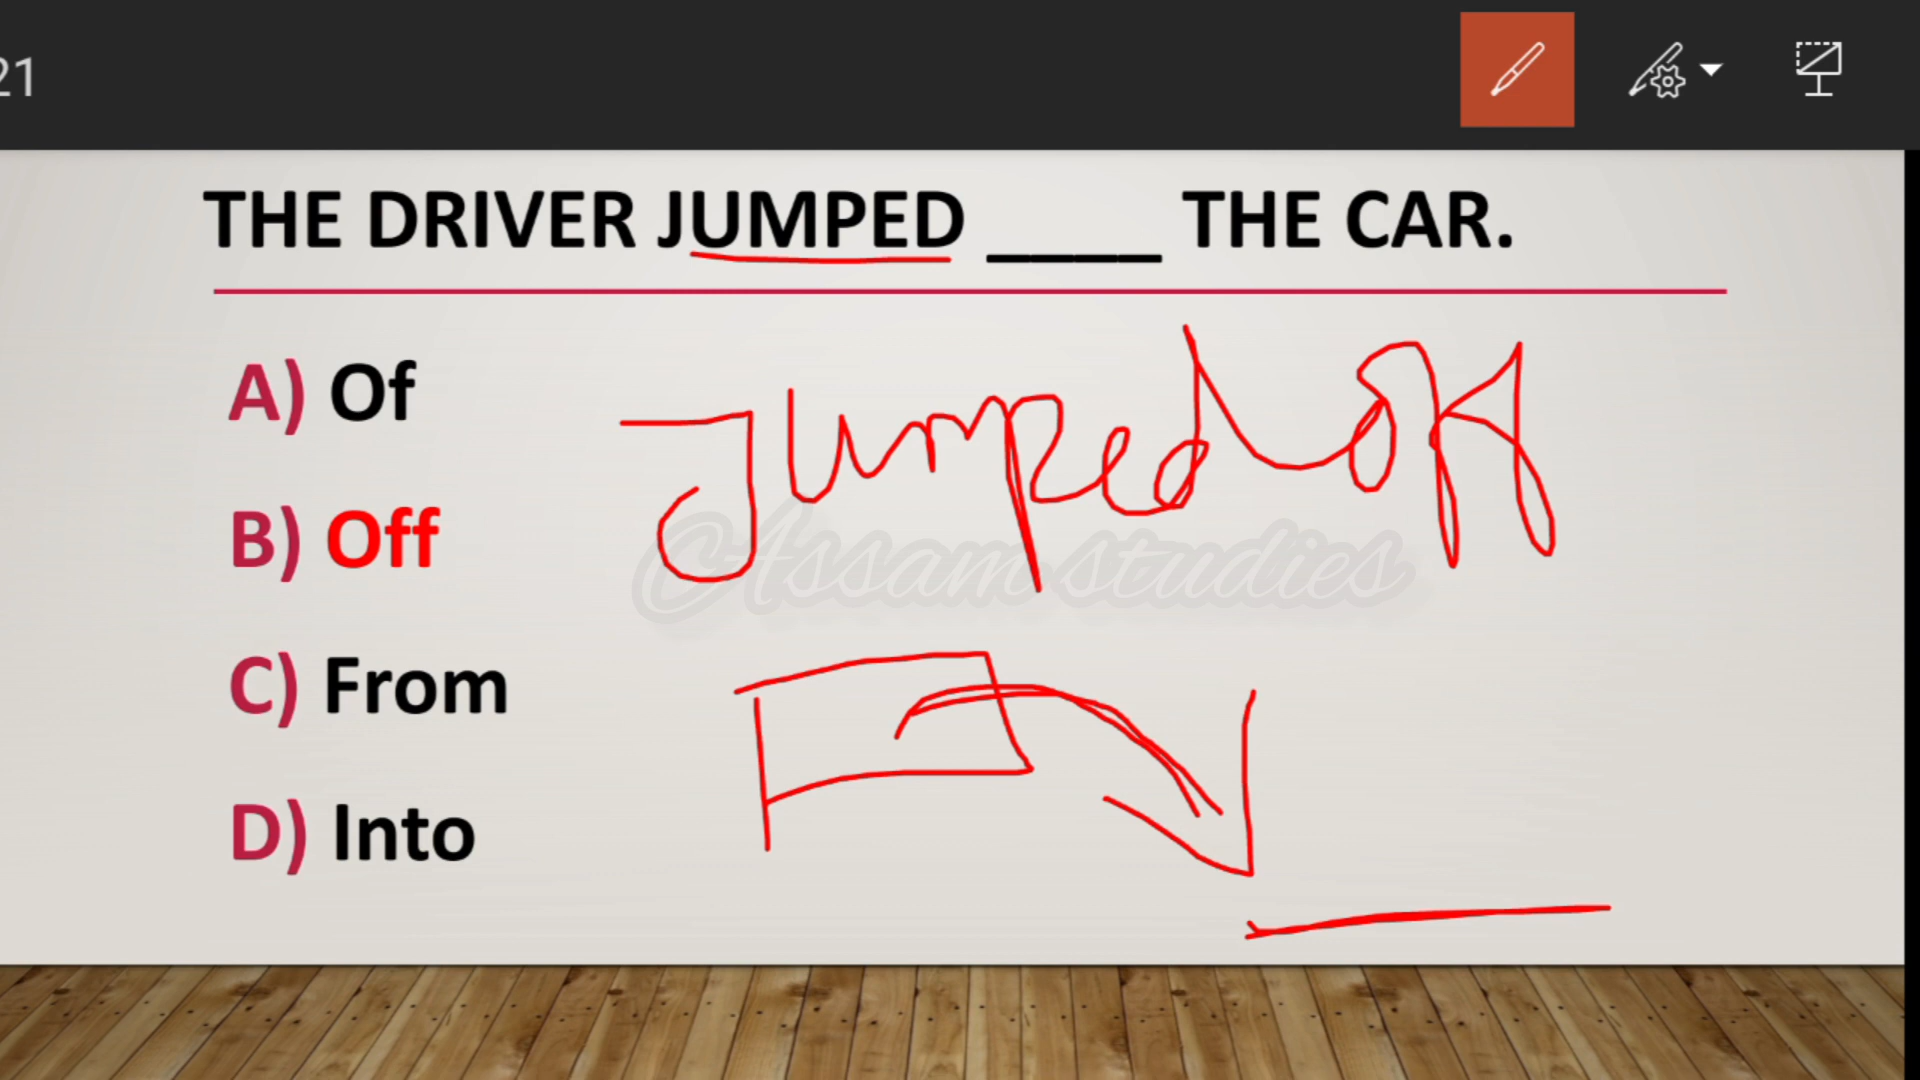 21
THE DRIVER JUMPED ____ THE CAR.
A) Of
Jumped off
B) Off
Assam studies
C) From
D) Into